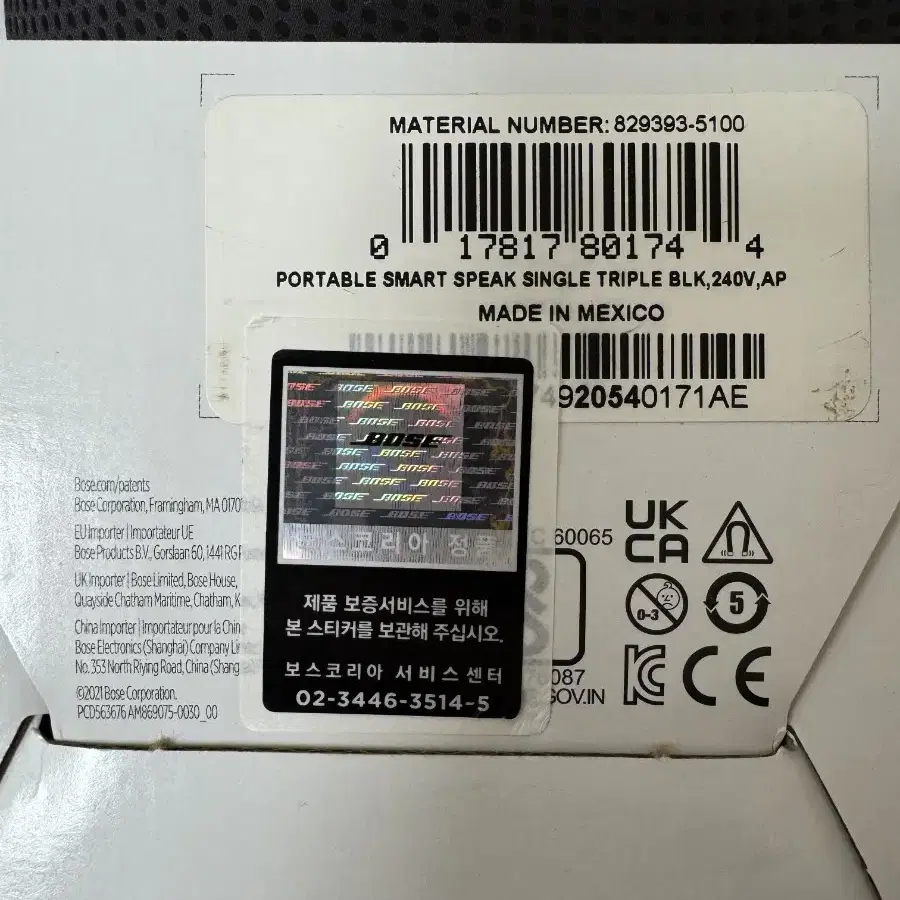 MATERIAL NUMBER: 829393-5100
0 17817 80174 4
PORTABLE SMART SPEAK SINGLE TRIPLE BLK,240V,AP
MADE IN MEXICO
4920540171AE
BOSE
보스코리아 정품
제품 보증서비스를 위해
본 스티커를 보관해 주십시오.
보스코리아 서비스 센터
02-3446-3514~5
Bose.com/patents
Bose Corporation, Framingham, MA 0170
EU Importer | Importateur UE
Bose Products B.V., Gorslaan 60, 1441 RG
UK Importer | Bose Limited, Bose House,
Quayside Chatham Maritime, Chatham,
China Importer | Importateur pour la Chin
Bose Electronics (Shanghai) Company
No. 353 North Riying Road, China (Shang
©2021 Bose Corporation.
PCD563676 AM869075-0030_00
60065
78087
GOV.IN
UK
CA
0-3
5
CE